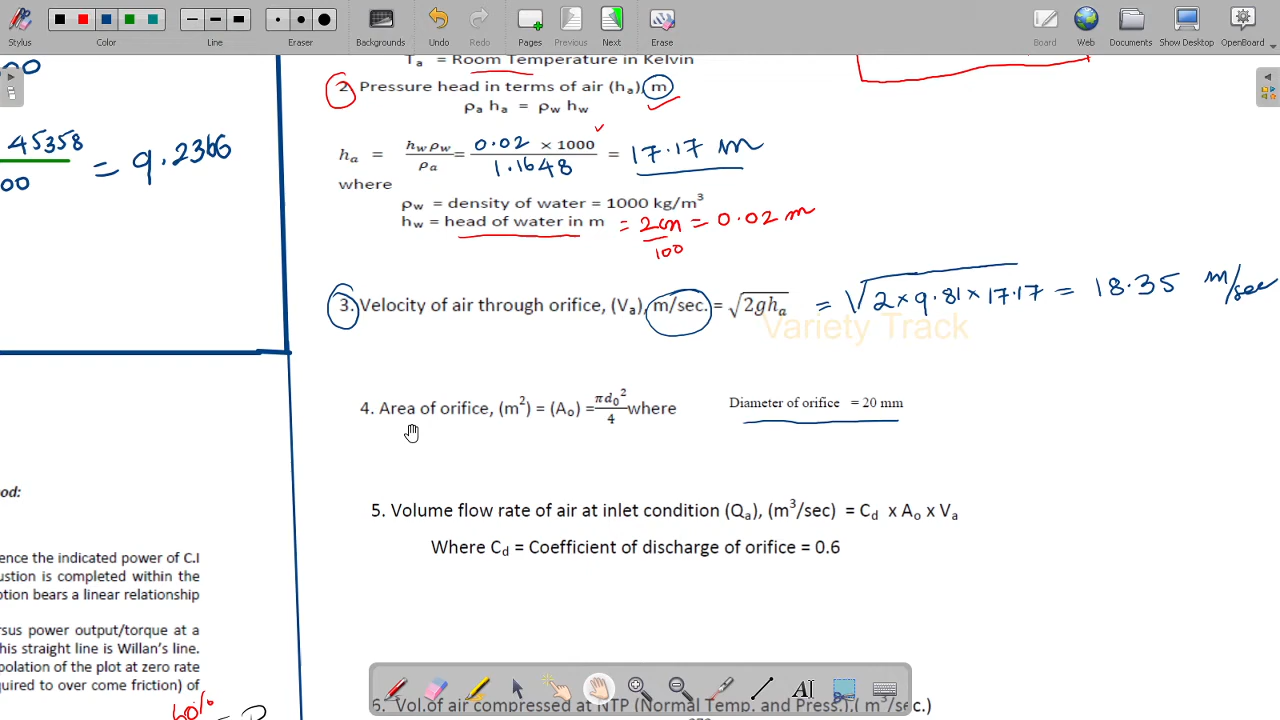 Stylus Color Line Eraser Backgrounds Undo Redo Pages Previous Next Erase Board Web Documents Show Desktop OpenBoard
Ta = Room Temperature in Kelvin
2. Pressure head in terms of air (ha), m
ρa ha = ρw hw
ha = hw ρw / ρa = 0.02 × 1000 / 1.1648 = 17.17 m
where
ρw = density of water = 1000 kg/m³
hw = head of water in m = 2cm / 100 = 0.02 m
3. Velocity of air through orifice, (Va), m/sec. = √2gha = √2×9.81×17.17 = 18.35 m/sec
Variety Track
4. Area of orifice, (m²) = (Ao) = πd0²/4 where Diameter of orifice = 20 mm
5. Volume flow rate of air at inlet condition (Qa), (m³/sec) = Cd x Ao x Va
Where Cd = Coefficient of discharge of orifice = 0.6
6. Vol.of air compressed at NTP (Normal Temp. and Press.) ( m³/sec.)
45358
00
= 9.2366
od:
ence the indicated power of C.I
ustion is completed within the
ption bears a linear relationship
rsus power output/torque at a
his straight line is Willan's line.
polation of the plot at zero rate
quired to over come friction) of
60%